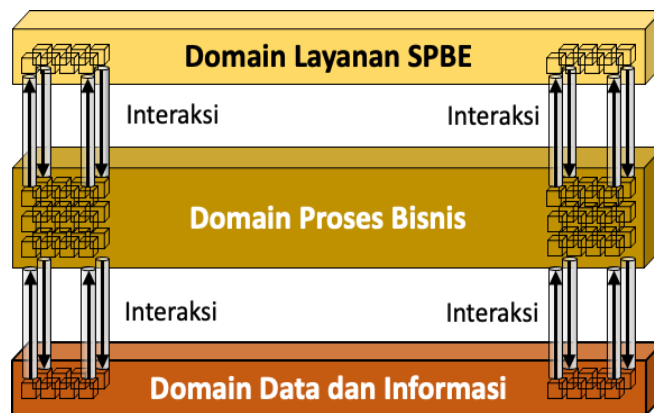 Domain Layanan SPBE
Interaksi
Interaksi
Domain Proses Bisnis
Interaksi
Interaksi
Domain Data dan Informasi